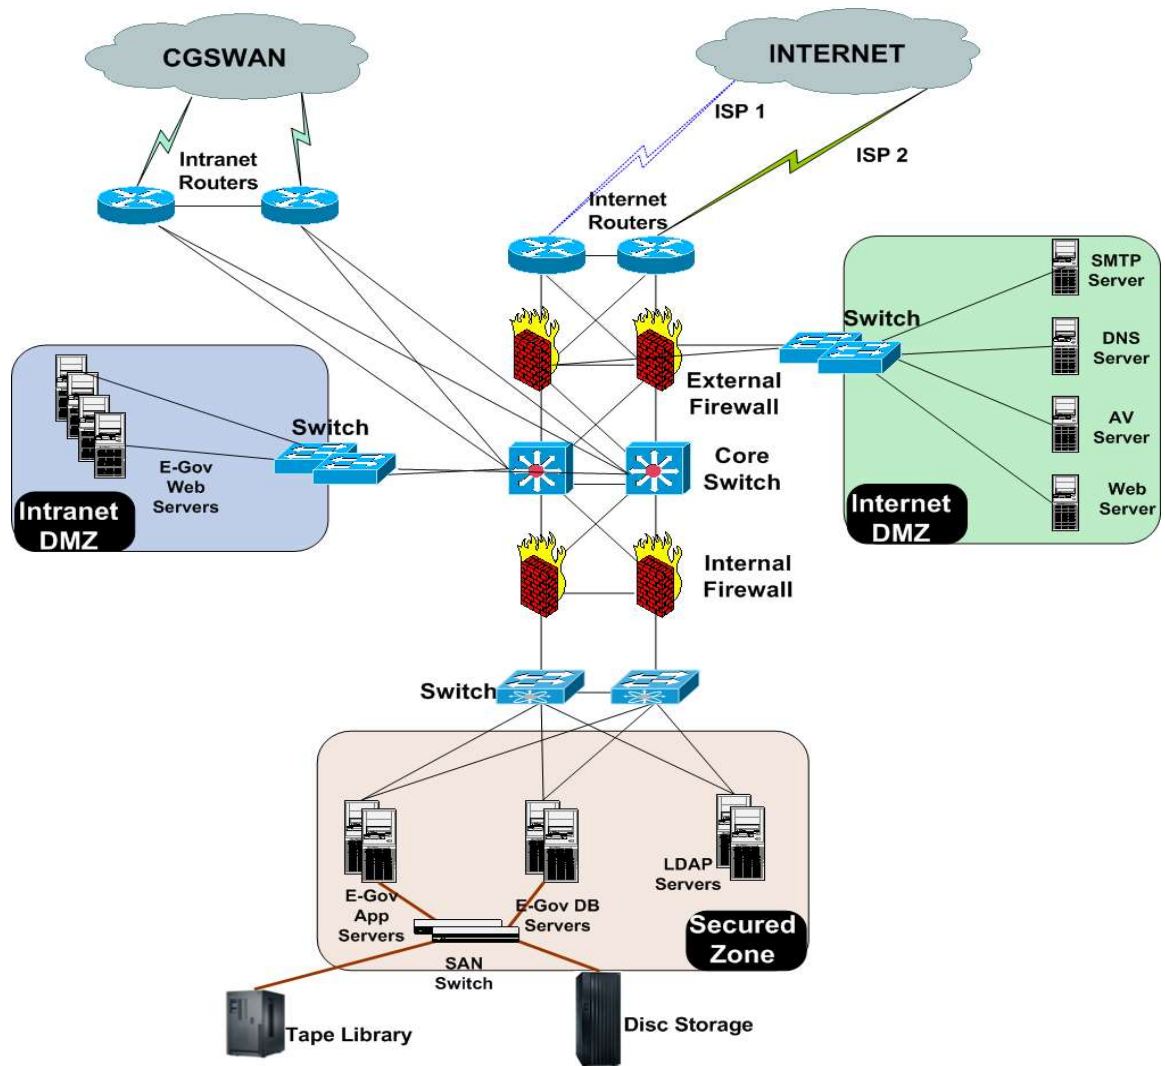 CGSWAN
INTERNET
ISP 1
ISP 2
Intranet
Routers
Internet
Routers
SMTP
Server
Switch
DNS
Server
External
Firewall
AV
Server
Switch
Core
Switch
E-Gov
Web
Servers
Web
Server
Intranet
DMZ
Internet
DMZ
Internal
Firewall
Switch
LDAP
Servers
E-Gov
App
Servers
E-Gov DB
Servers
Secured
Zone
SAN
Switch
Tape Library
Disc Storage